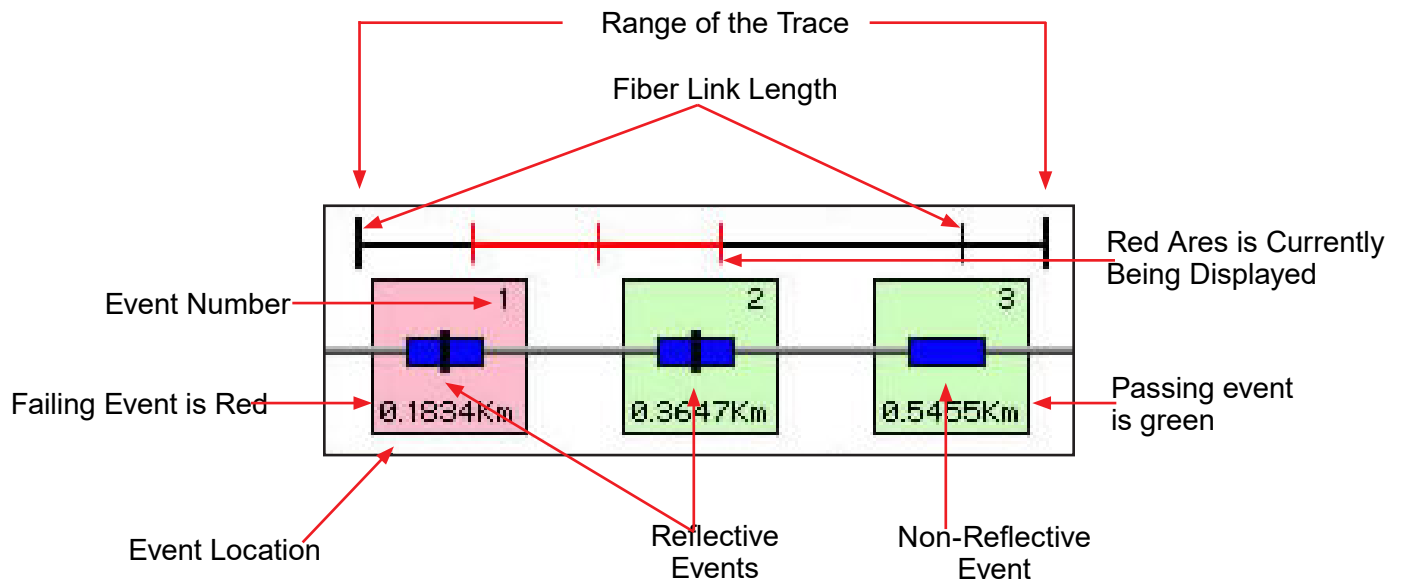 Range of the Trace
Fiber Link Length
Red Ares is Currently
Being Displayed
Event Number
1
2
3
Failing Event is Red
0.1834Km
0.3647Km
0.5455Km
Passing event
is green
Event Location
Reflective
Events
Non-Reflective
Event